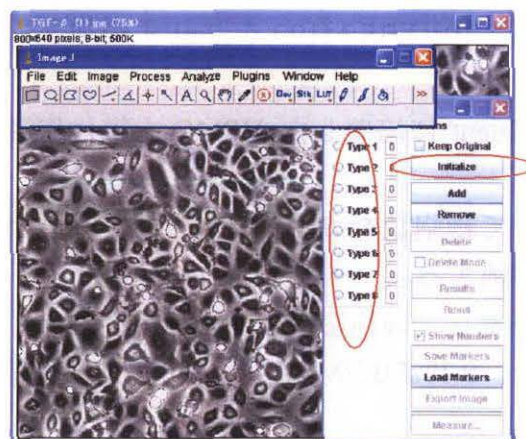 TGF-β (1).jpg (75%)
800x640 pixels; 8-bit; 500K
ImageJ
File Edit Image Process Analyze Plugins Window Help
A Dev Stk LUT >>
Type 1 0
Type 2 0
Type 3 0
Type 4 0
Type 5 0
Type 6 0
Type 7 0
Type 8 0
Keep Original
Initialize
Add
Remove
Delete
Delete Mode
Results
Reset
Show Numbers
Save Markers
Load Markers
Export Image
Measure...